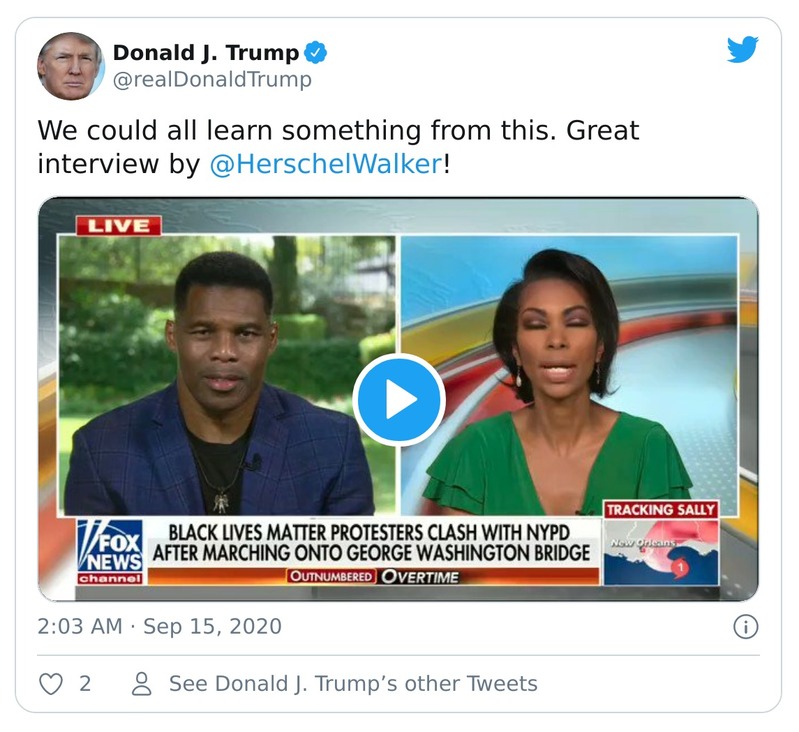 Donald J. Trump
@realDonaldTrump
We could all learn something from this. Great
interview by @HerschelWalker!
LIVE
TRACKING SALLY
New Orleans
1
FOX
NEWS
channel
BLACK LIVES MATTER PROTESTERS CLASH WITH NYPD
AFTER MARCHING ONTO GEORGE WASHINGTON BRIDGE
OUTNUMBERED OVERTIME
2:03 AM · Sep 15, 2020
2 See Donald J. Trump’s other Tweets